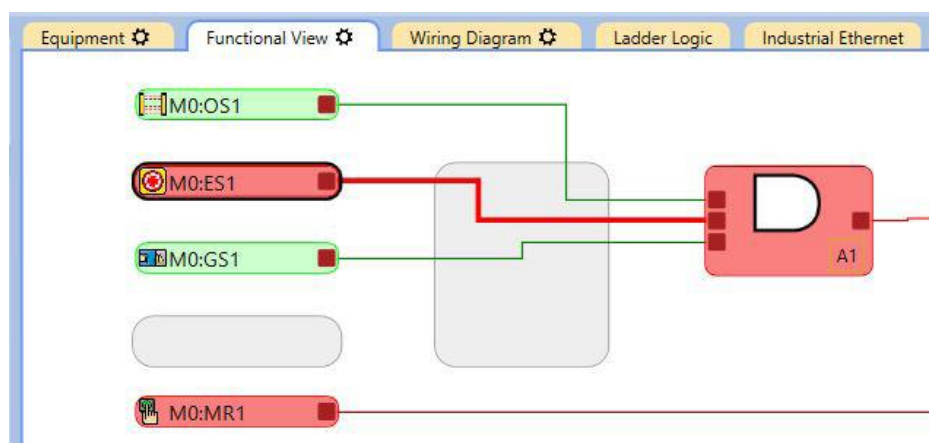 Equipment
Functional View
Wiring Diagram
Ladder Logic
Industrial Ethernet
M0:OS1
M0:ES1
M0:GS1
A1
M0:MR1